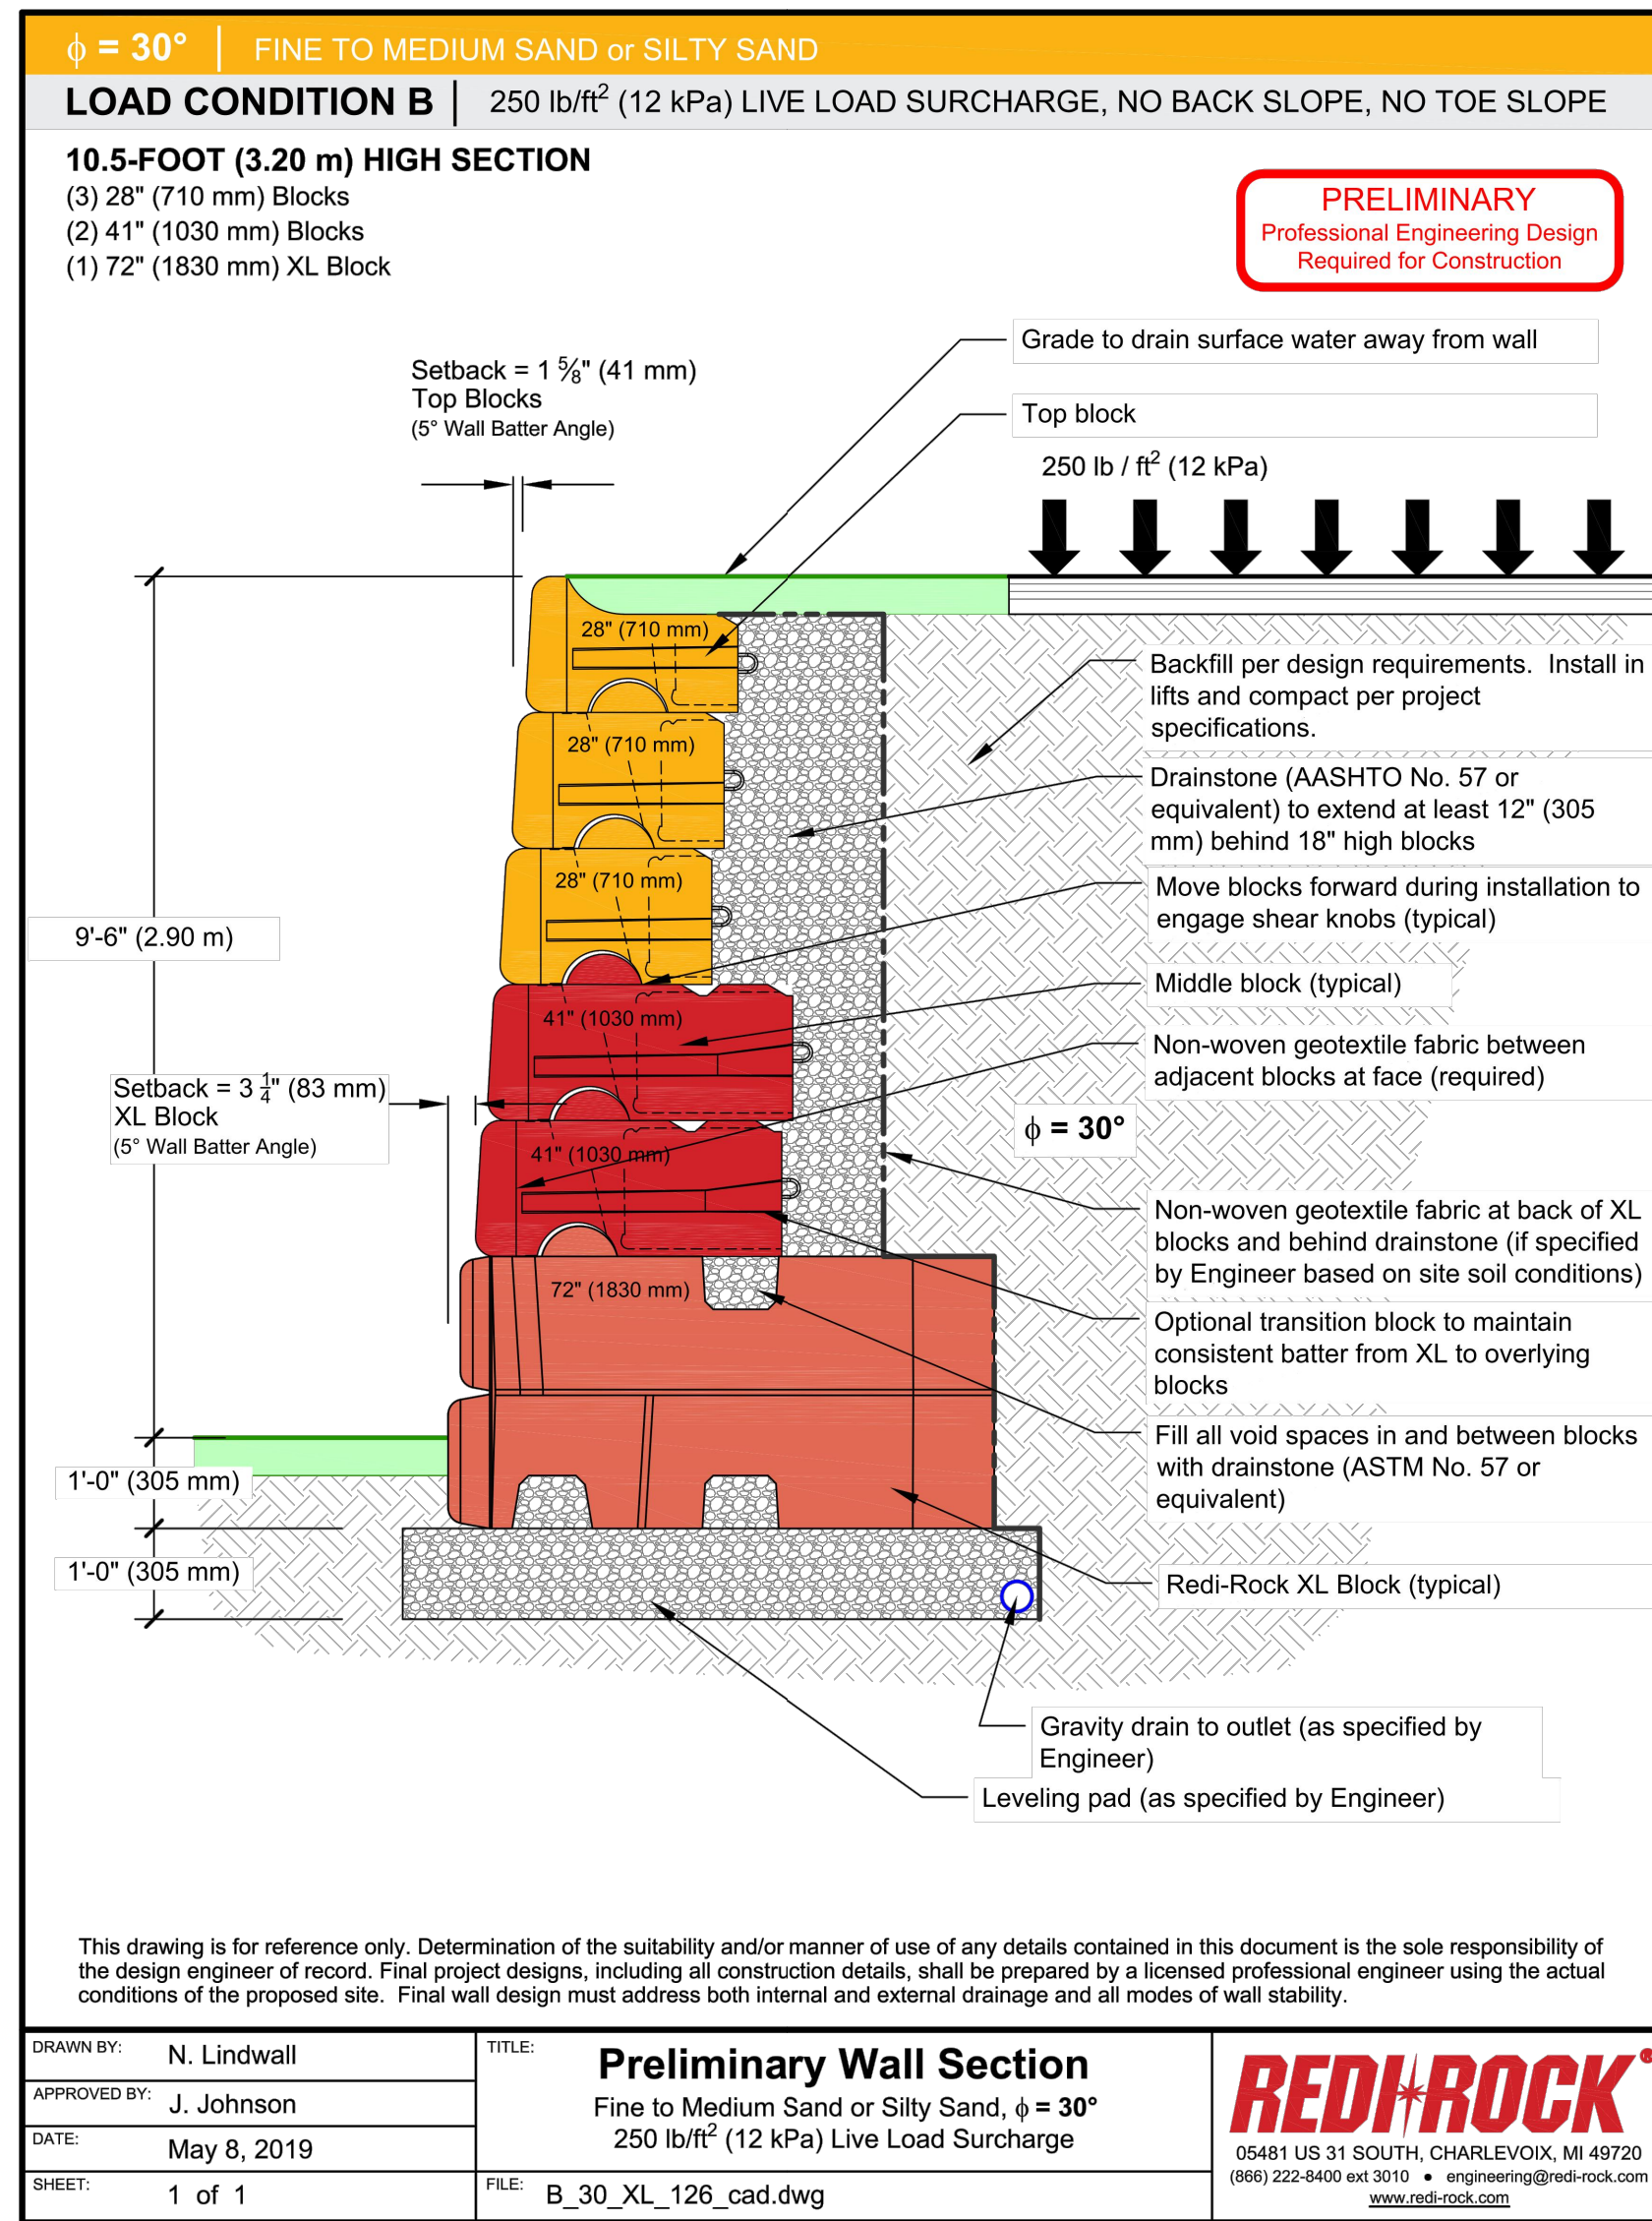 ϕ = 30° | FINE TO MEDIUM SAND or SILTY SAND
LOAD CONDITION B | 250 lb/ft² (12 kPa) LIVE LOAD SURCHARGE, NO BACK SLOPE, NO TOE SLOPE
10.5-FOOT (3.20 m) HIGH SECTION
(3) 28" (710 mm) Blocks
(2) 41" (1030 mm) Blocks
(1) 72" (1830 mm) XL Block
PRELIMINARY
Professional Engineering Design
Required for Construction
Grade to drain surface water away from wall
Setback = 1 ⅝" (41 mm)
Top Blocks
(5° Wall Batter Angle)
Top block
250 lb / ft² (12 kPa)
28" (710 mm)
Backfill per design requirements.  Install in
lifts and compact per project
specifications.
28" (710 mm)
Drainstone (AASHTO No. 57 or
equivalent) to extend at least 12" (305
mm) behind 18" high blocks
28" (710 mm)
Move blocks forward during installation to
engage shear knobs (typical)
9'-6" (2.90 m)
Middle block (typical)
41" (1030 mm)
Non-woven geotextile fabric between
adjacent blocks at face (required)
Setback = 3 ¼" (83 mm)
XL Block
(5° Wall Batter Angle)
ϕ = 30°
41" (1030 mm)
Non-woven geotextile fabric at back of XL
blocks and behind drainstone (if specified
by Engineer based on site soil conditions)
72" (1830 mm)
Optional transition block to maintain
consistent batter from XL to overlying
blocks
Fill all void spaces in and between blocks
with drainstone (ASTM No. 57 or
equivalent)
1'-0" (305 mm)
1'-0" (305 mm)
Redi-Rock XL Block (typical)
Gravity drain to outlet (as specified by
Engineer)
Leveling pad (as specified by Engineer)
This drawing is for reference only. Determination of the suitability and/or manner of use of any details contained in this document is the sole responsibility of
the design engineer of record. Final project designs, including all construction details, shall be prepared by a licensed professional engineer using the actual
conditions of the proposed site.  Final wall design must address both internal and external drainage and all modes of wall stability.
DRAWN BY: N. Lindwall
APPROVED BY: J. Johnson
DATE: May 8, 2019
SHEET: 1 of 1
TITLE: Preliminary Wall Section
Fine to Medium Sand or Silty Sand, ϕ = 30°
250 lb/ft² (12 kPa) Live Load Surcharge
FILE: B_30_XL_126_cad.dwg
REDI-ROCK®
05481 US 31 SOUTH, CHARLEVOIX, MI 49720
(866) 222-8400 ext 3010 ● engineering@redi-rock.com
www.redi-rock.com